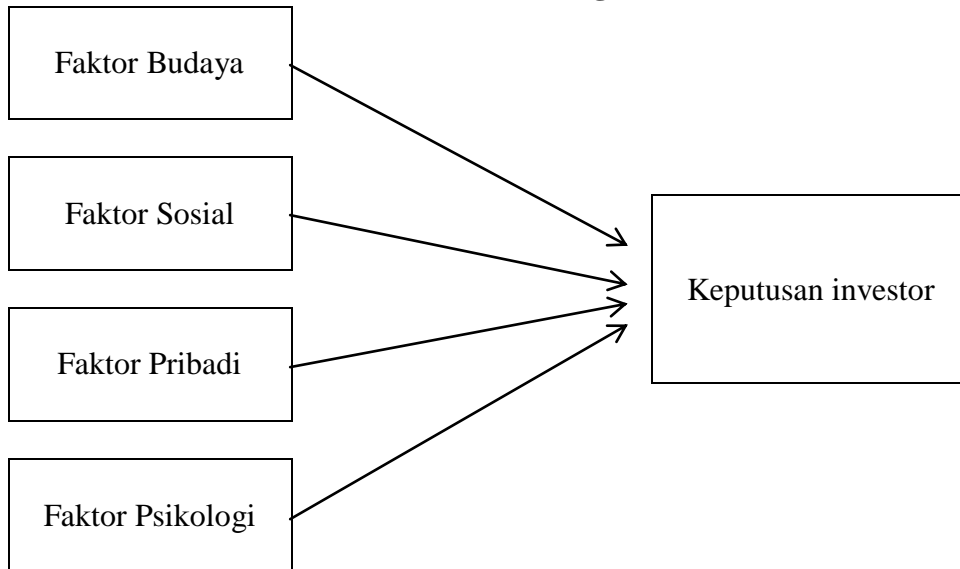 Faktor Budaya
Faktor Sosial
Keputusan investor
Faktor Pribadi
Faktor Psikologi